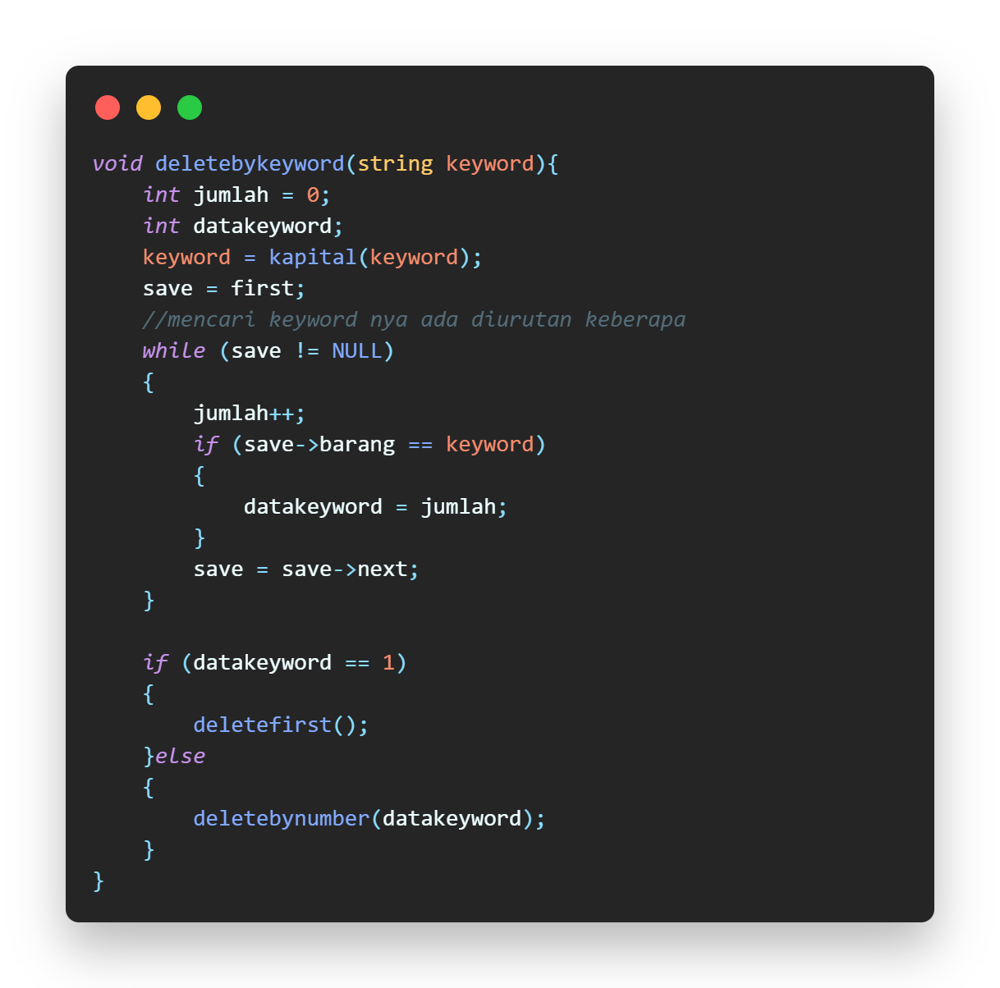 void deletebykeyword(string keyword){
    int jumlah = 0;
    int datakeyword;
    keyword = kapital(keyword);
    save = first;
    //mencari keyword nya ada diurutan keberapa
    while (save != NULL)
    {
        jumlah++;
        if (save->barang == keyword)
        {
            datakeyword = jumlah;
        }
        save = save->next;
    }

    if (datakeyword == 1)
    {
        deletefirst();
    }else
    {
        deletebynumber(datakeyword);
    }
}